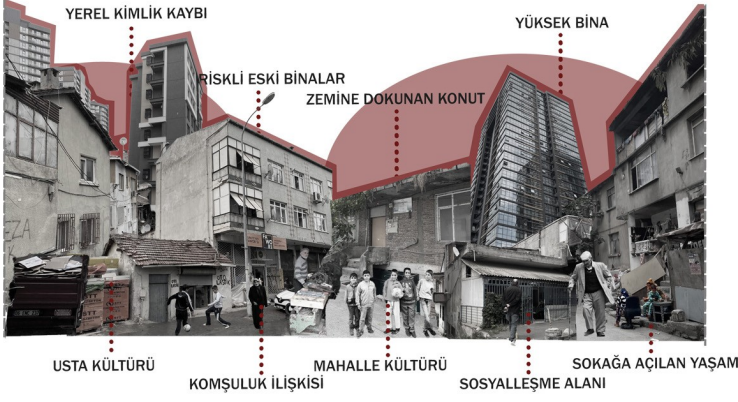 YEREL KİMLİK KAYBI
YÜKSEK BİNA
RİSKLİ ESKİ BİNALAR
ZEMİNE DOKUNAN KONUT
USTA KÜLTÜRÜ
KOMŞULUK İLİŞKİSİ
MAHALLE KÜLTÜRÜ
SOSYALLEŞME ALANI
SOKAĞA AÇILAN YAŞAM